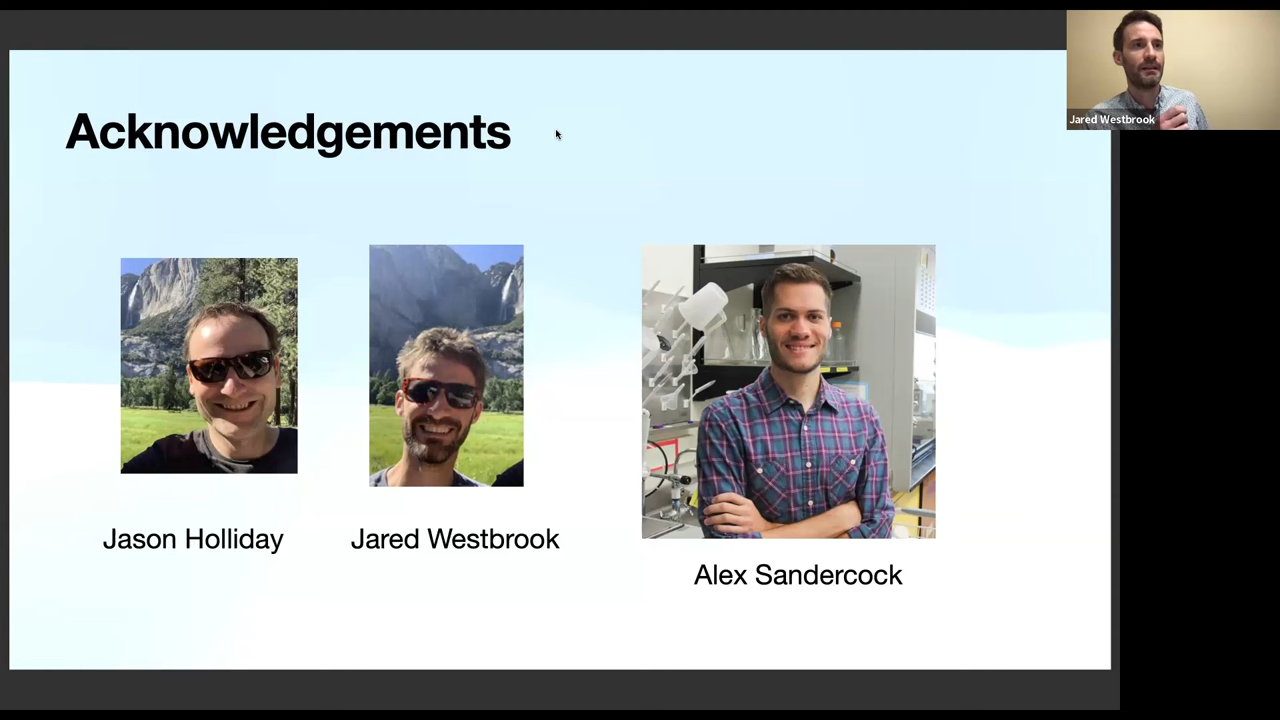 Acknowledgements
Jared Westbrook
Jason Holliday
Jared Westbrook
Alex Sandercock